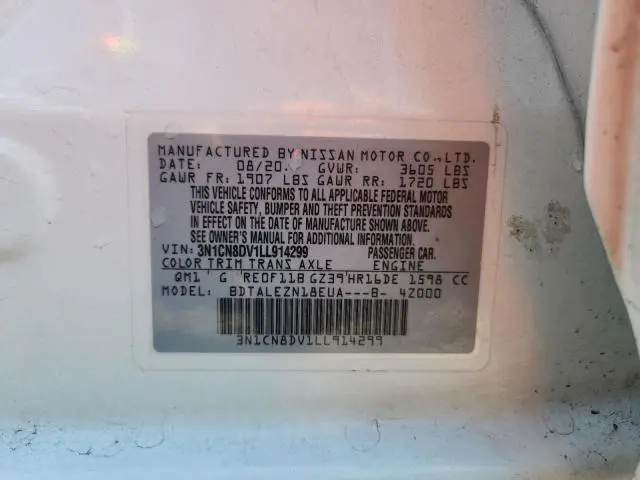 MANUFACTURED BY NISSAN MOTOR CO.,LTD.
DATE: 08/20 GVWR: 3605 LBS
GAWR FR: 1907 LBS GAWR RR: 1720 LBS
THIS VEHICLE CONFORMS TO ALL APPLICABLE FEDERAL MOTOR
VEHICLE SAFETY, BUMPER AND THEFT PREVENTION STANDARDS
IN EFFECT ON THE DATE OF MANUFACTURE SHOWN ABOVE.
SEE OWNER'S MANUAL FOR ADDITIONAL INFORMATION.
VIN: 3N1CN8DV1LL914299 PASSENGER CAR.
COLOR TRIM TRANS AXLE ENGINE
QM1 ' G 'RE0F11B GZ39'HR16DE 1598 CC
MODEL: BDTALEZN18EUA---B- 42000
3N1CN8DV1LL914299